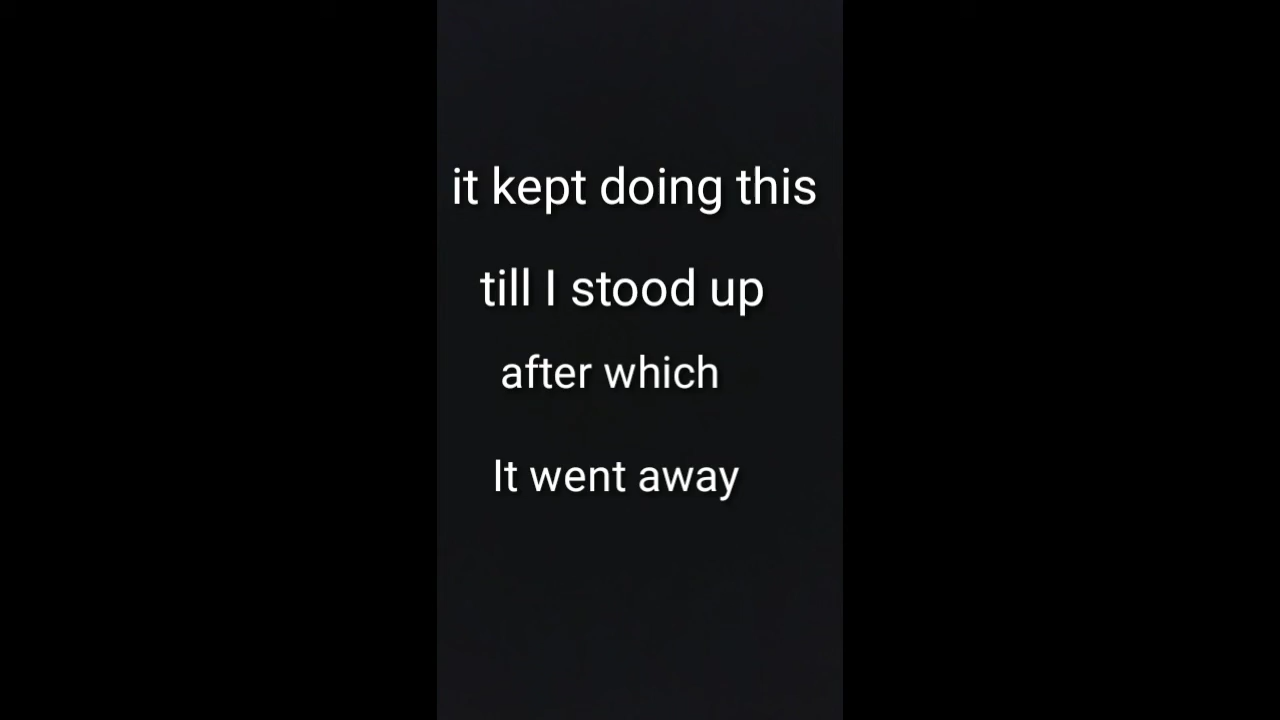 it kept doing this
till I stood up
after which
It went away